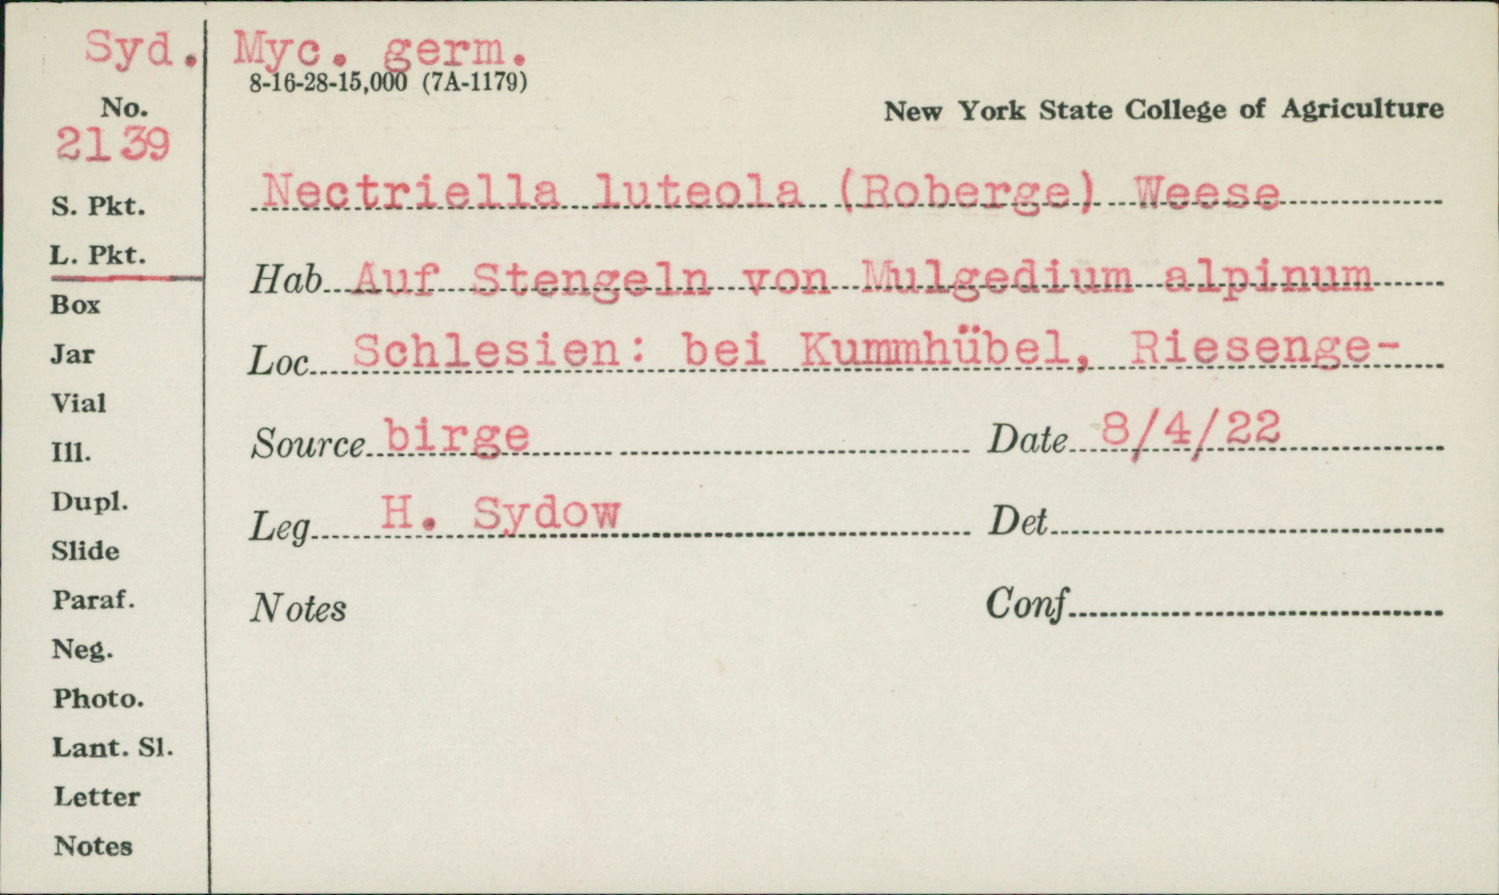 Syd. Myc. germ.
8-16-28-15,000 (7A-1179)
No.
New York State College of Agriculture
2139
Nectriella luteola (Roberge) Weese
S. Pkt.
L. Pkt.
Hab Auf Stengeln von Mulgedium alpinum
Box
Jar
Loc Schlesien: bei Kummhübel, Riesenge-
Vial
Source birge Date 8/4/22
Ill.
Dupl.
Leg H. Sydow Det
Slide
Paraf.
Notes Conf
Neg.
Photo.
Lant. Sl.
Letter
Notes